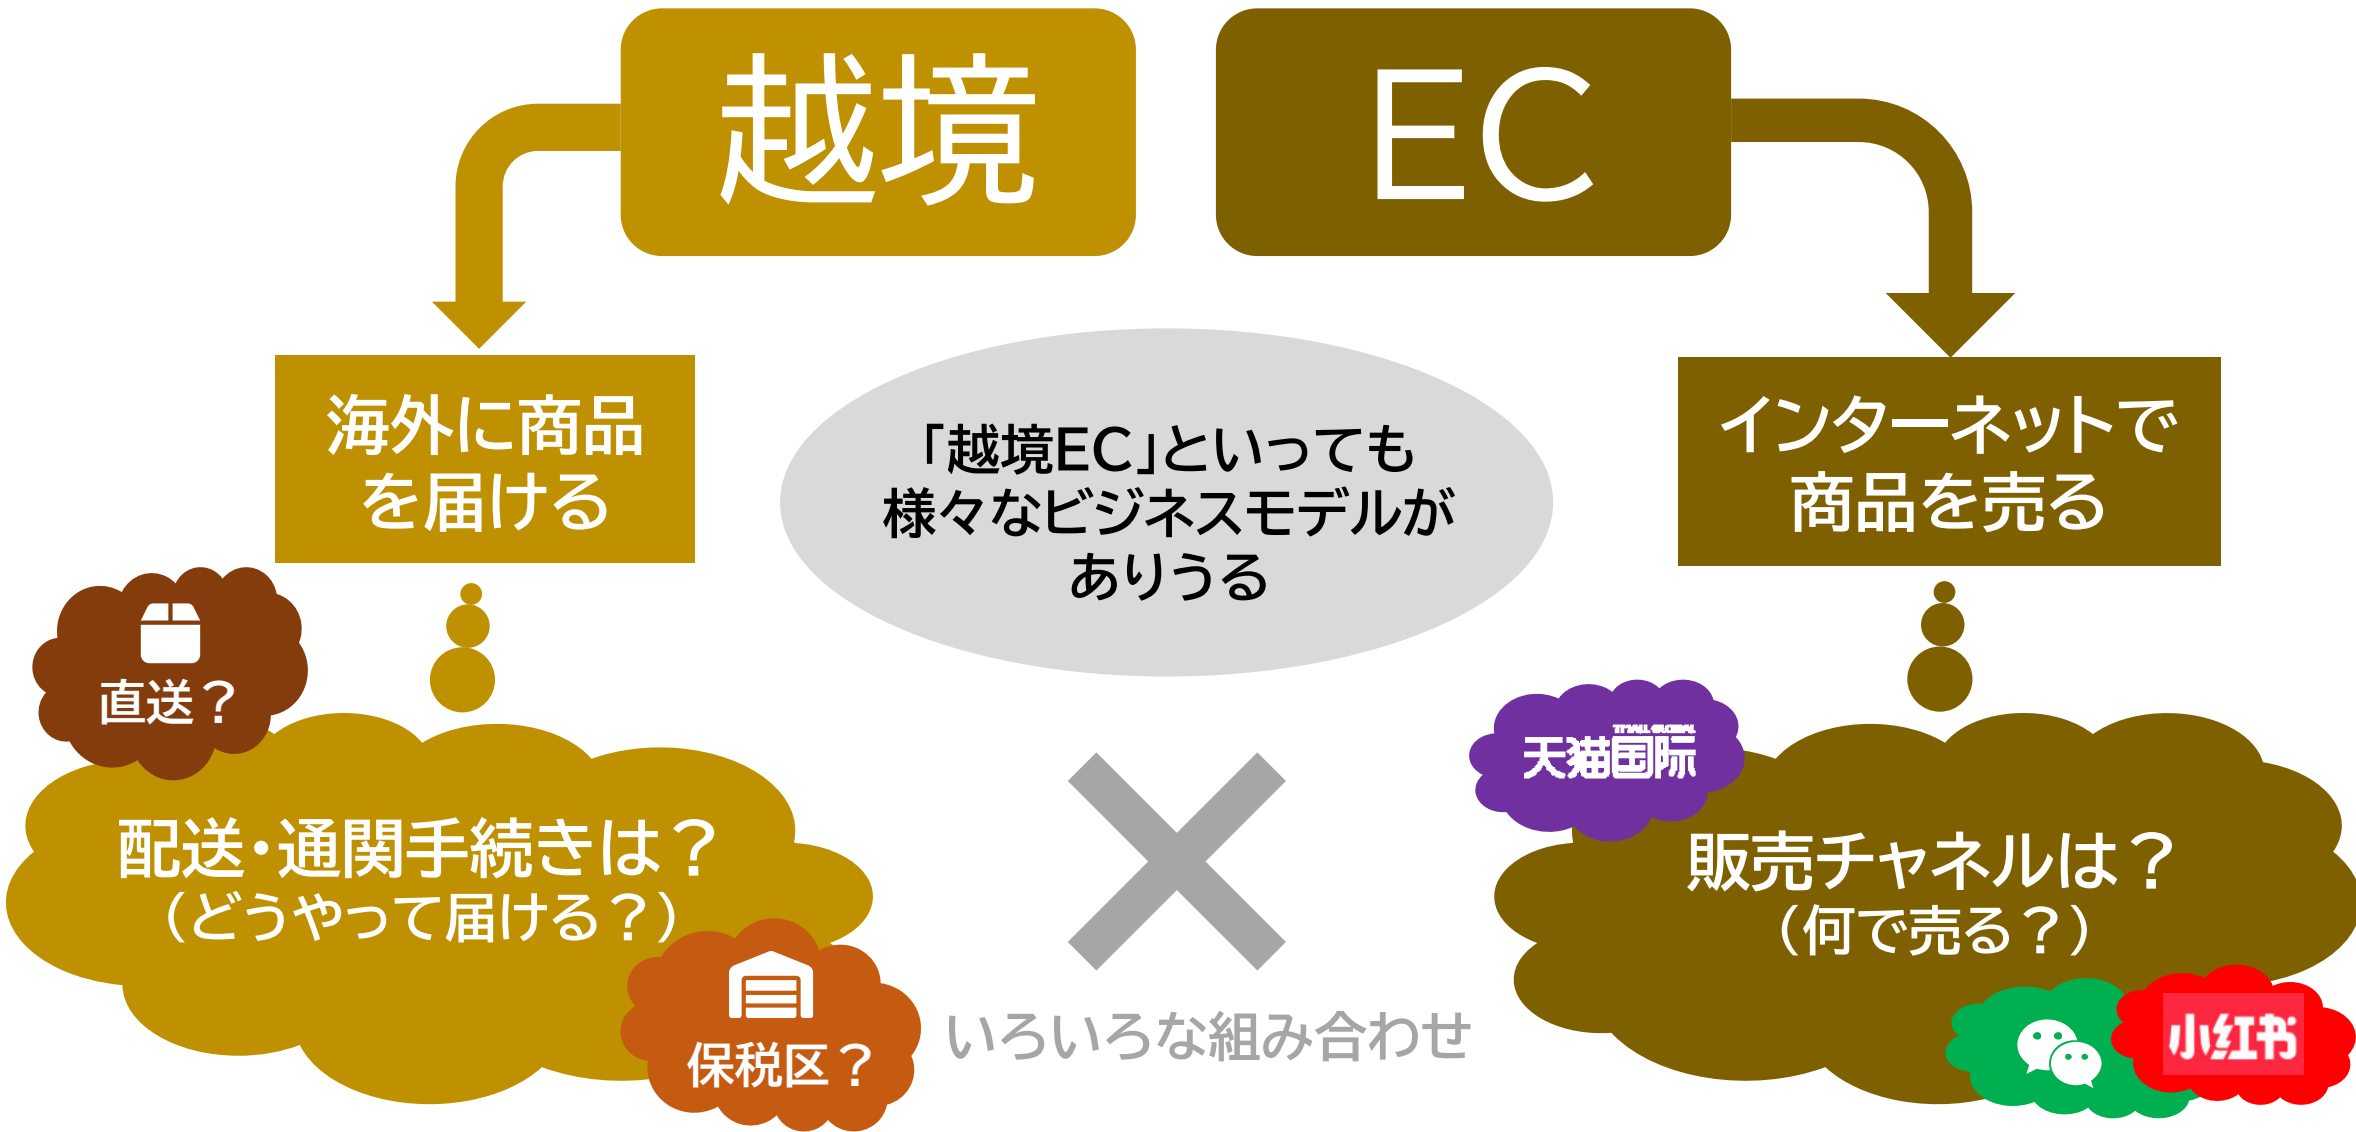 越境
EC
海外に商品
を届ける
インターネットで
商品を売る
「越境EC」といっても
様々なビジネスモデルが
ありうる
直送？
配送・通関手続きは？
（どうやって届ける？）
保税区？
いろいろな組み合わせ
TMALL GLOBAL
天猫国际
販売チャネルは？
（何で売る？）
小红书